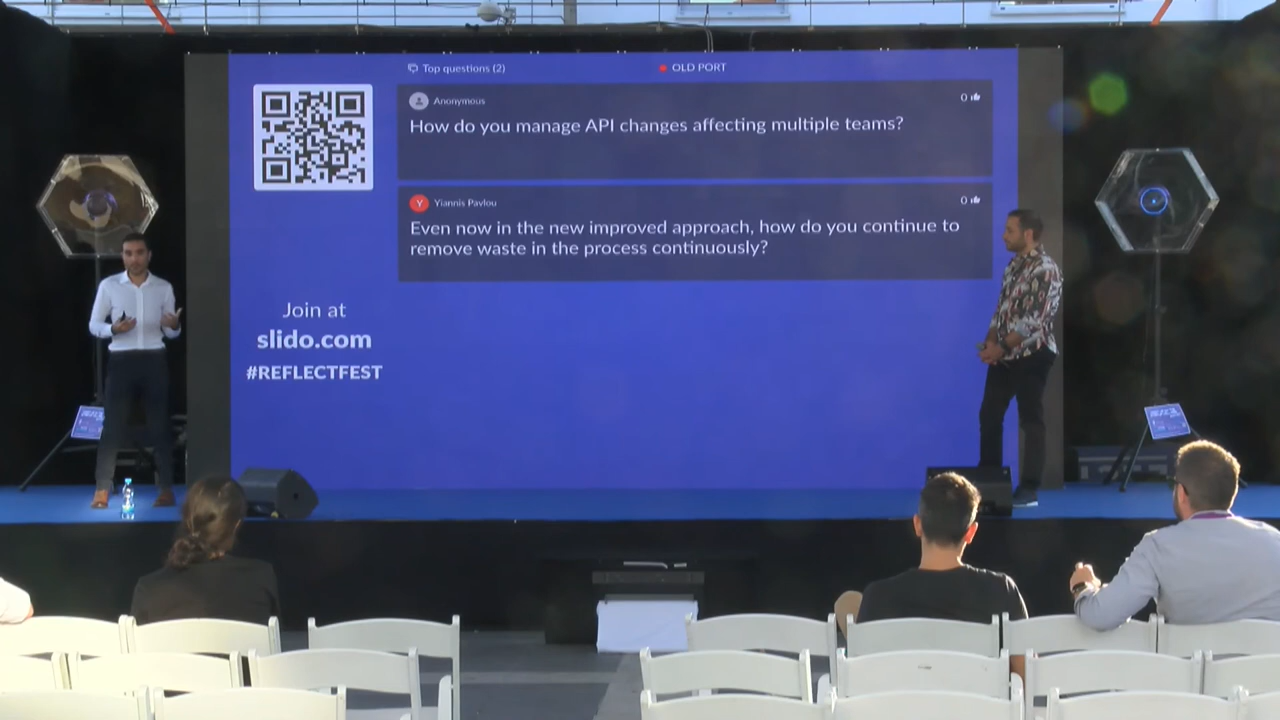 Top questions (2)
OLD PORT
Anonymous
0
How do you manage API changes affecting multiple teams?
Y
Yiannis Pavlou
0
Even now in the new improved approach, how do you continue to
remove waste in the process continuously?
Join at
slido.com
#REFLECTFEST